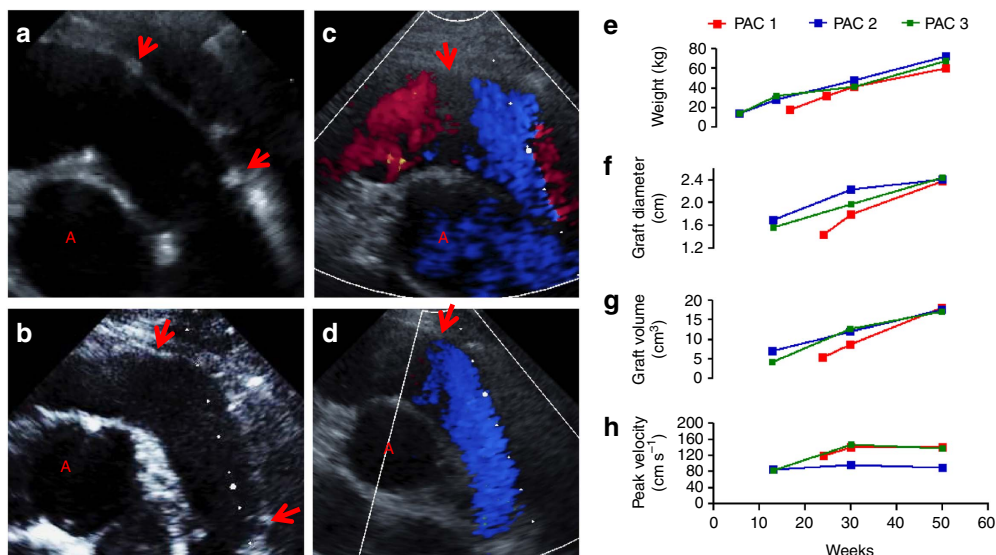 a
A
b
A
c
A
d
A
PAC 1 PAC 2 PAC 3
e
Weight (kg)
80
60
40
20
0
f
Graft diameter
(cm)
2.4
2.0
1.6
1.2
g
Graft volume
(cm³)
20
15
10
5
0
h
Peak velocity
(cm s⁻¹)
200
160
120
80
40
0
0 10 20 30 40 50 60
Weeks